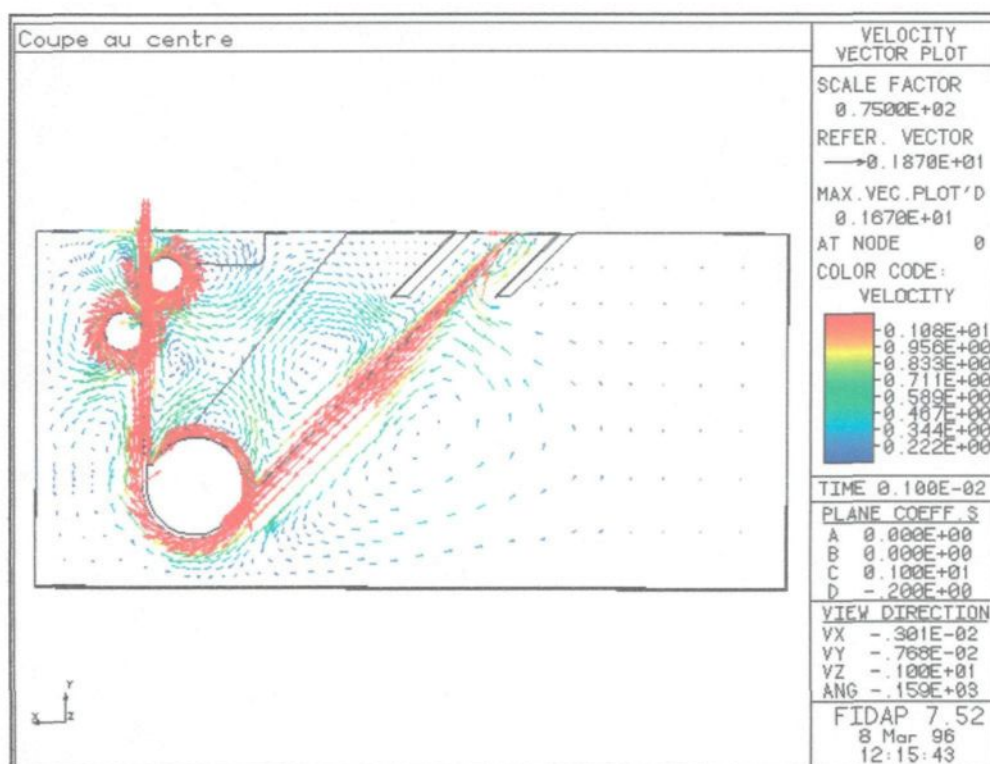 Coupe au centre
VELOCITY
VECTOR PLOT
SCALE FACTOR
0.7500E+02
REFER. VECTOR
0.1870E+01
MAX.VEC.PLOT'D
0.1670E+01
AT NODE 0
COLOR CODE:
VELOCITY
0.108E+01
0.956E+00
0.833E+00
0.711E+00
0.589E+00
0.467E+00
0.344E+00
0.222E+00
TIME 0.100E-02
PLANE COEFF.S
A 0.000E+00
B 0.000E+00
C 0.100E+01
D -.200E+00
VIEW DIRECTION
VX -.301E-02
VY -.768E-02
VZ -.100E+01
ANG -.159E+03
FIDAP 7.52
8 Mar 96
12:15:43
Y
X Z